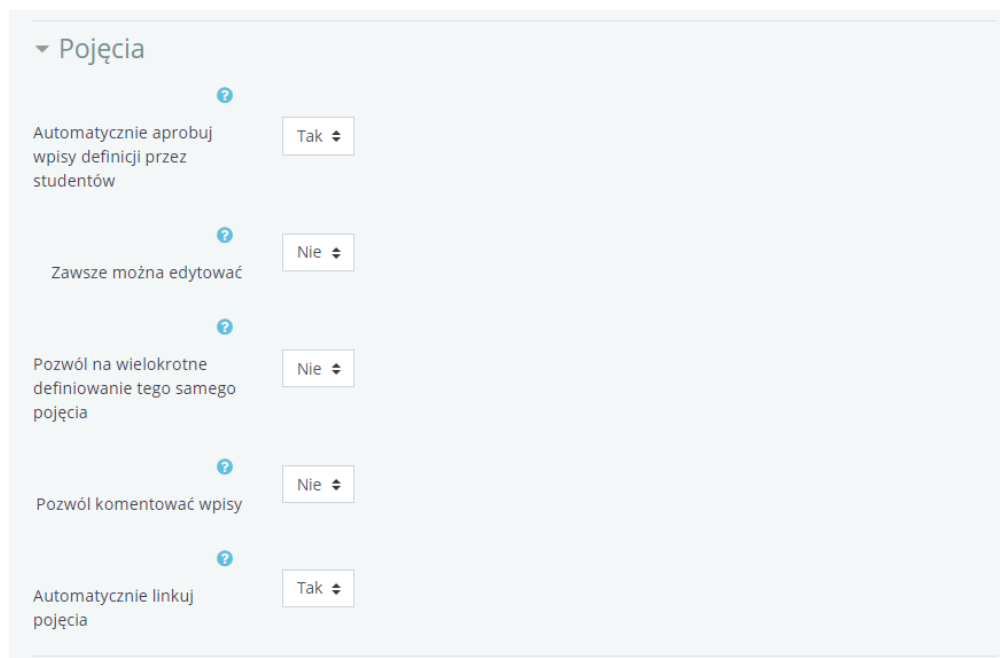 Pojęcia
Automatycznie aprobuj
wpisy definicji przez
studentów
Tak
Zawsze można edytować
Nie
Pozwól na wielokrotne
definiowanie tego samego
pojęcia
Nie
Pozwól komentować wpisy
Nie
Automatycznie linkuj
pojęcia
Tak